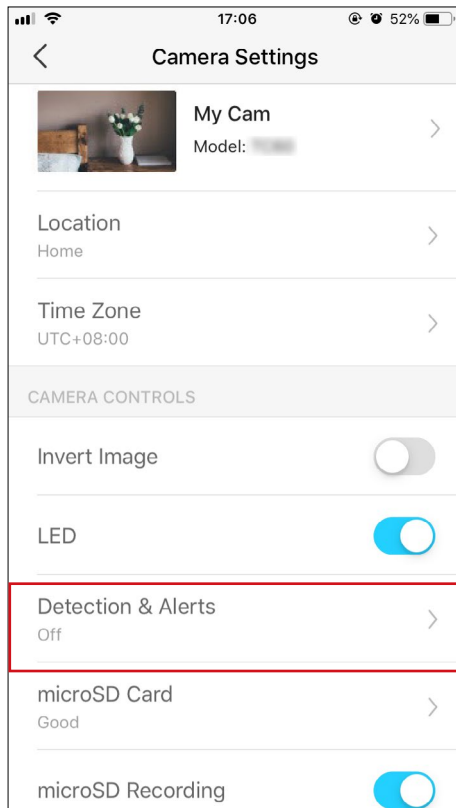 17:06
52%
Camera Settings
My Cam
Model:
Location
Home
Time Zone
UTC+08:00
CAMERA CONTROLS
Invert Image
LED
Detection & Alerts
Off
microSD Card
Good
microSD Recording